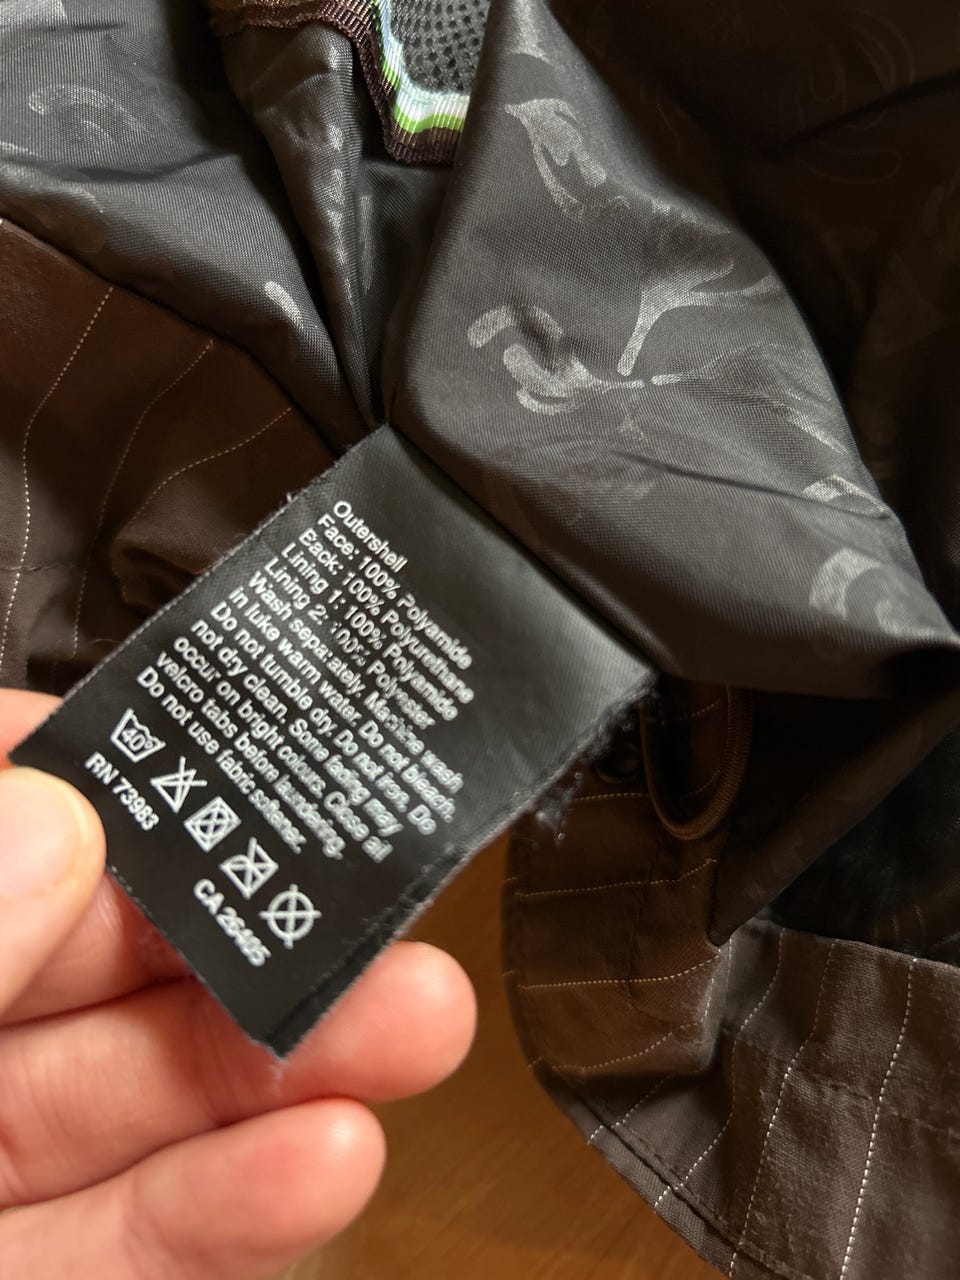 Outershell
Face: 100% Polyamide
Back: 100% Polyurethane
Lining 1: 100% Polyamide
Lining 2: 100% Polyester
Wash separately. Machine wash
in luke warm water. Do not bleach.
Do not tumble dry. Do not iron. Do
not dry clean. Some fading may
occur on bright colours. Close all
velcro tabs before laundering.
Do not use fabric softener.
40°
RN 73983
CA 26485